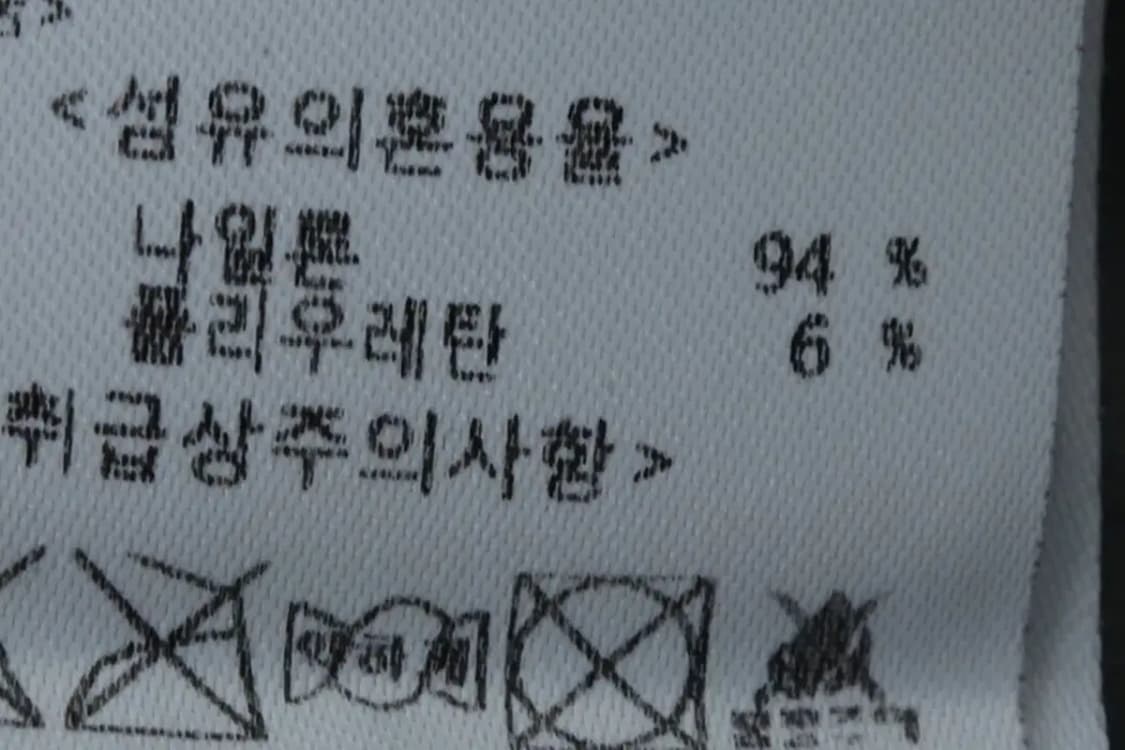 <섬유의혼용율>
나일론 94 %
폴리우레탄 6 %
취급상주의사항>